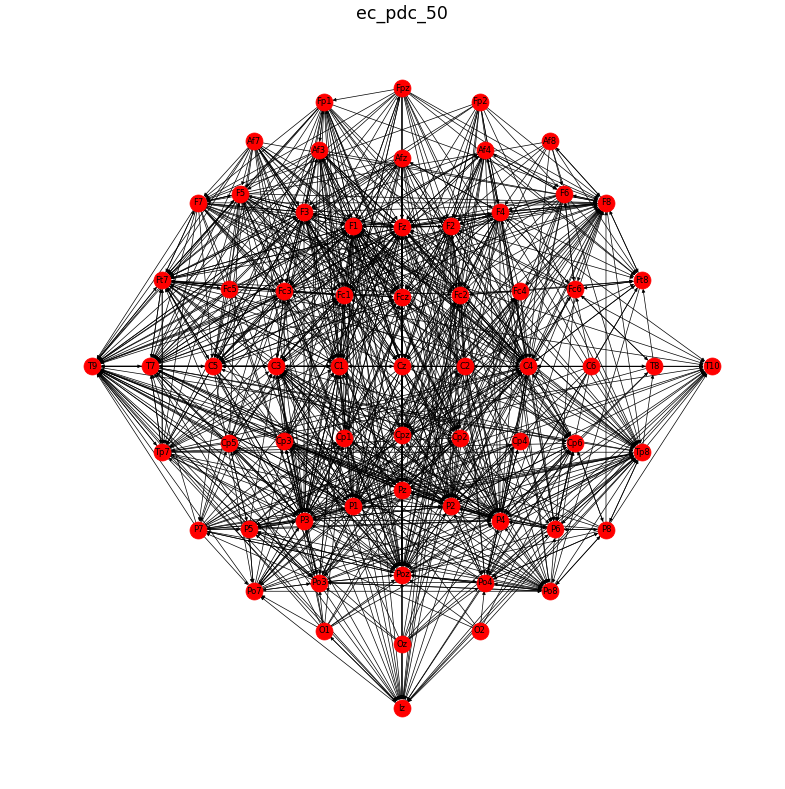 ec_pdc_50
Fpz
Fp1 Fp2
Af7 Af8
Af3 Af4
Afz
F5 F6
F7 F8
F3 F4
F1 Fz F2
Ft7 Ft8
Fc5 Fc3 Fc4 Fc6
Fc1 Fcz Fc2
T9 T7 C5 C3 C1 Cz C2 C4 C6 T8 T10
Cp1 Cpz Cp2
Cp5 Cp3 Cp4 Cp6
Tp7 Tp8
Pz
P1 P2
P3 P4
P7 P5 P6 P8
Poz
Po3 Po4
Po7 Po8
O1 O2
Oz
Iz